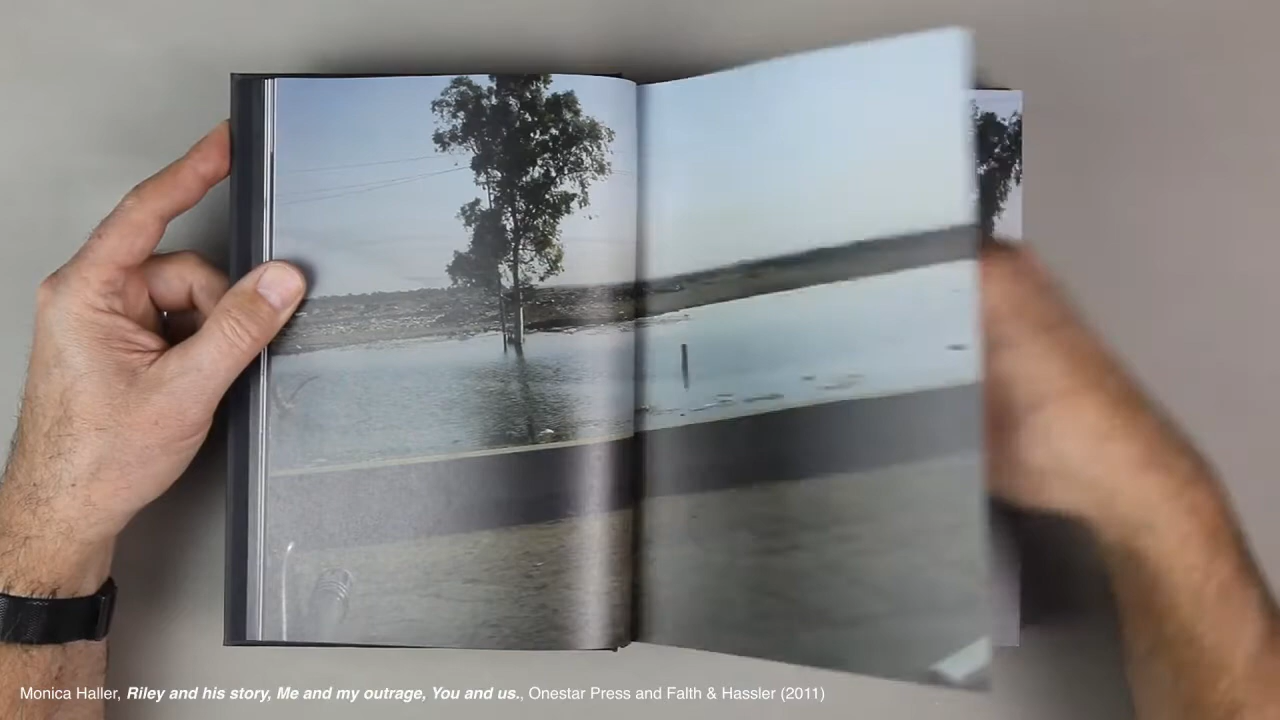 Monica Haller, Riley and his story, Me and my outrage, You and us., Onestar Press and Falth & Hassler (2011)